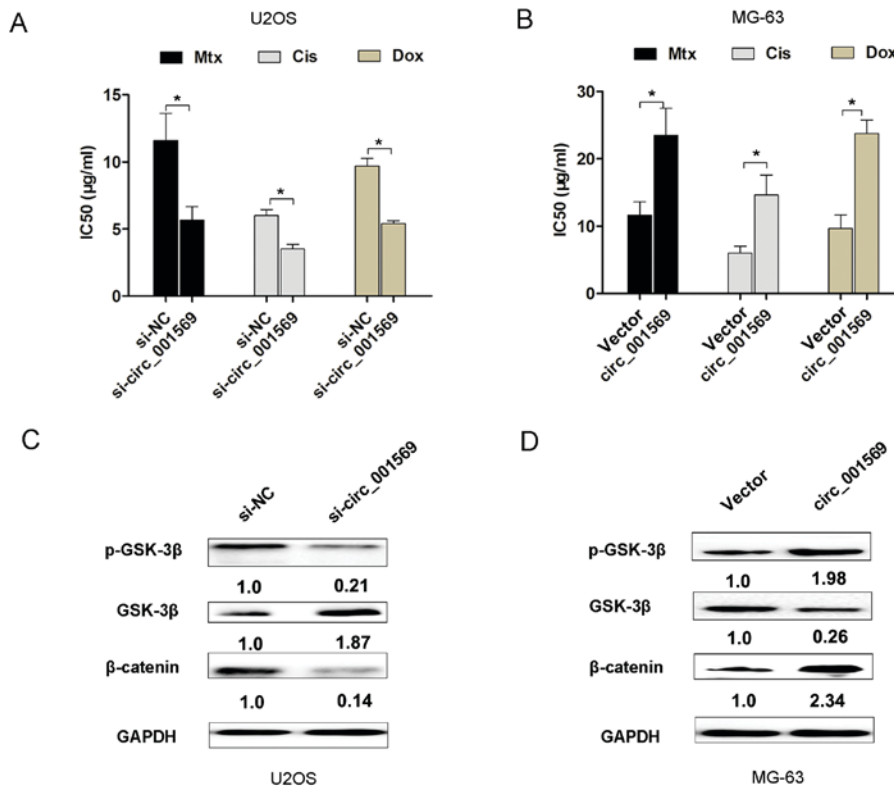 A
U2OS
Mtx Cis Dox
IC50 (µg/ml)
15
10
5
0
* * *
si-NC
si-circ_001569
si-NC
si-circ_001569
si-NC
si-circ_001569
B
MG-63
Mtx Cis Dox
IC50 (µg/ml)
30
20
10
0
* * *
Vector
circ_001569
Vector
circ_001569
Vector
circ_001569
C
si-NC si-circ_001569
p-GSK-3β
1.0 0.21
GSK-3β
1.0 1.87
β-catenin
1.0 0.14
GAPDH
U2OS
D
Vector circ_001569
p-GSK-3β
1.0 1.98
GSK-3β
1.0 0.26
β-catenin
1.0 2.34
GAPDH
MG-63